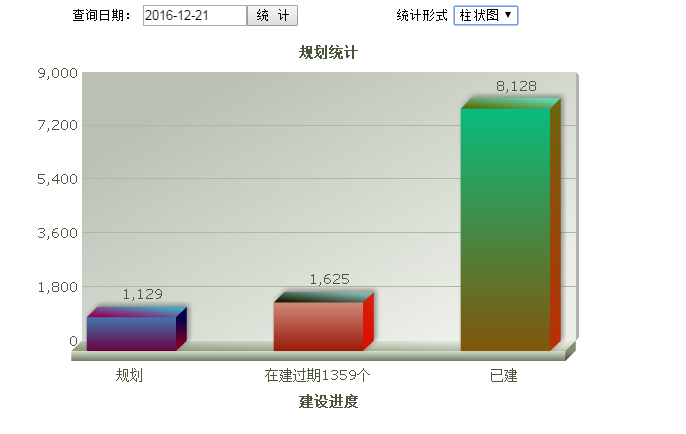 查询日期： 2016-12-21 统 计 统计形式 柱状图
规划统计
9,000
8,128
7,200
5,400
3,600
1,800
1,129
1,625
0
规划 在建过期1359个 已建
建设进度